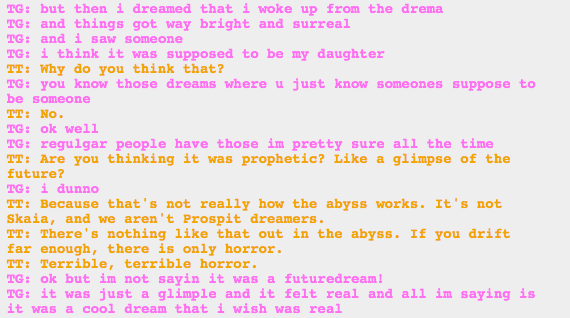 TG: but then i dreamed that i woke up from the drema
TG: and things got way bright and surreal
TG: and i saw someone
TG: i think it was supposed to be my daughter
TT: Why do you think that?
TG: you know those dreams where u just know someones suppose to
be someone
TT: No.
TG: ok well
TG: regulgar people have those im pretty sure all the time
TT: Are you thinking it was prophetic? Like a glimpse of the
future?
TG: i dunno
TT: Because that's not really how the abyss works. It's not
Skaia, and we aren't Prospit dreamers.
TT: There's nothing like that out in the abyss. If you drift
far enough, there is only horror.
TT: Terrible, terrible horror.
TG: ok but im not sayin it was a futuredream!
TG: it was just a glimple and it felt real and all im saying is
it was a cool dream that i wish was real